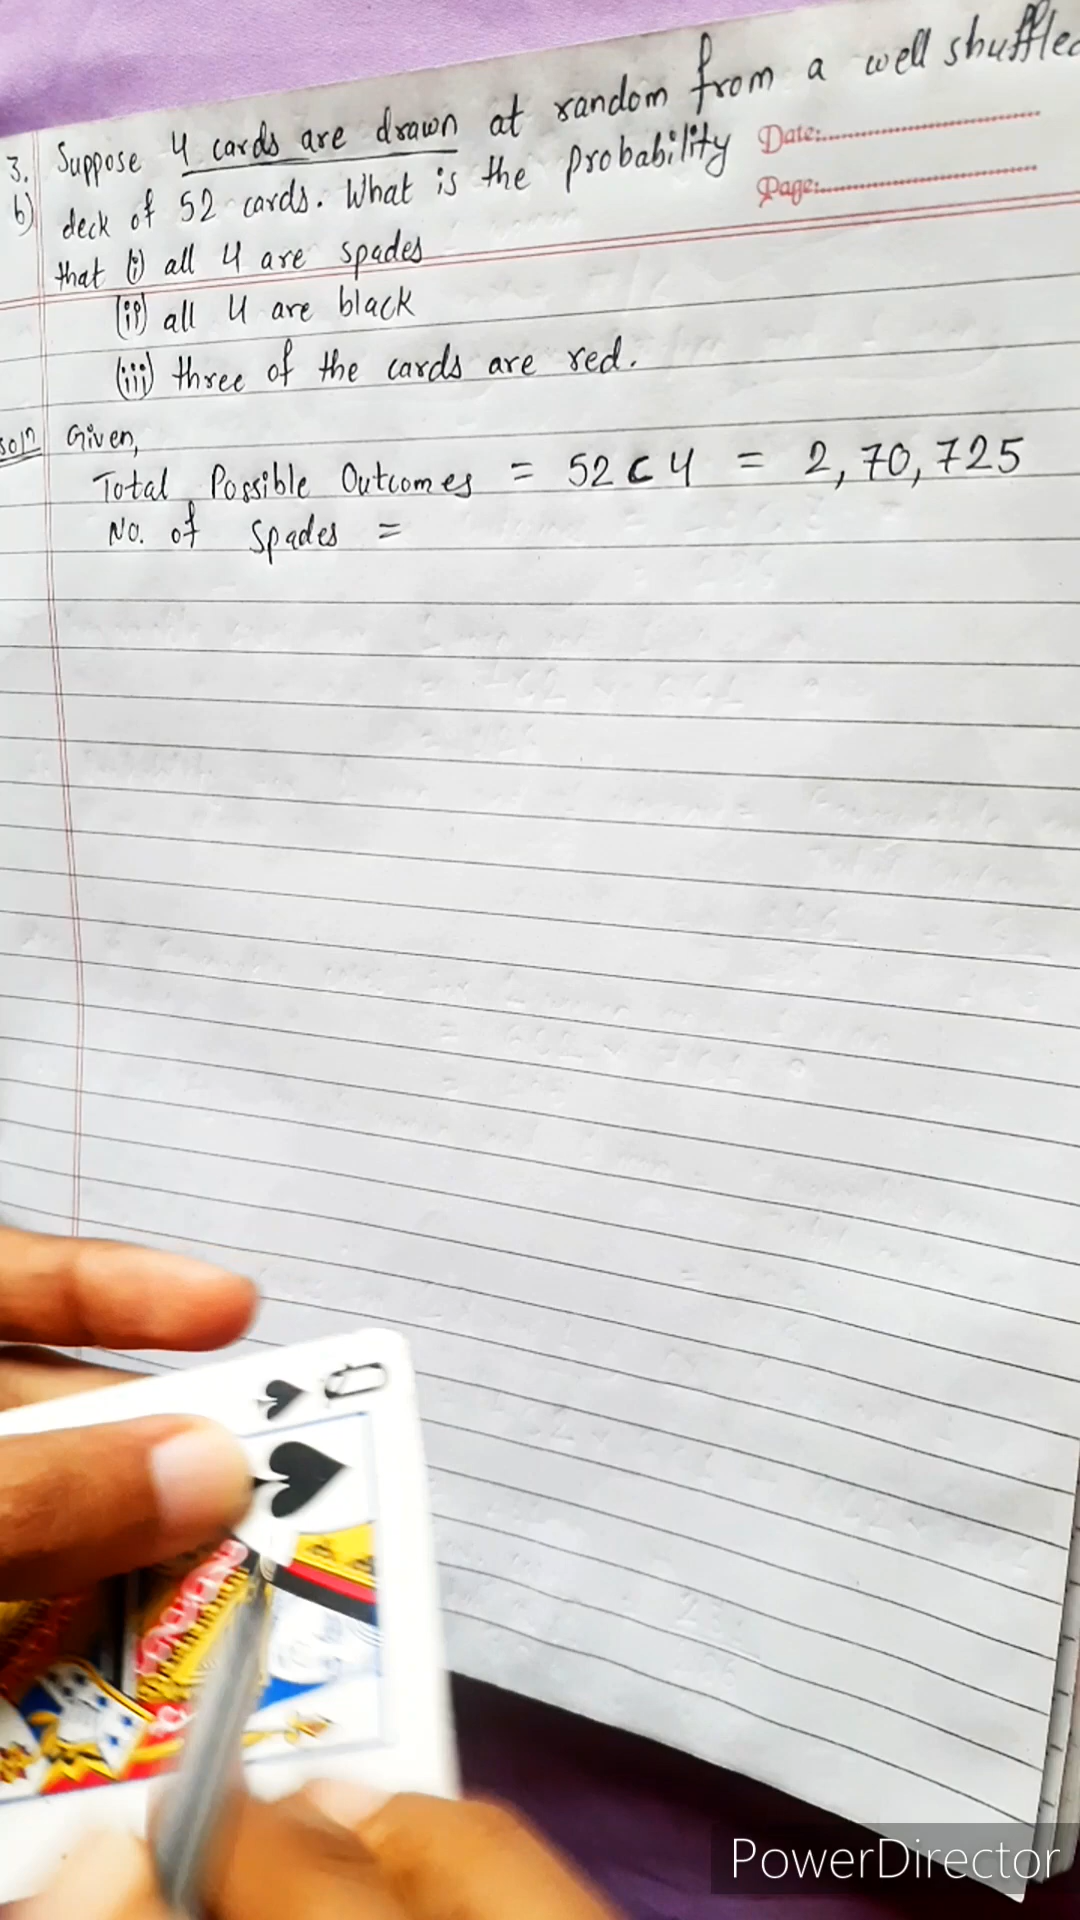 3. Suppose 4 cards are drawn at random from a well shuffled
b) deck of 52 cards. What is the probability
Date:
Page:
that (i) all 4 are spades
(ii) all 4 are black
(iii) three of the cards are red.
Soln Given,
Total Possible Outcomes = 52C4 = 2,70,725
No. of Spades =
Q
PowerDirector